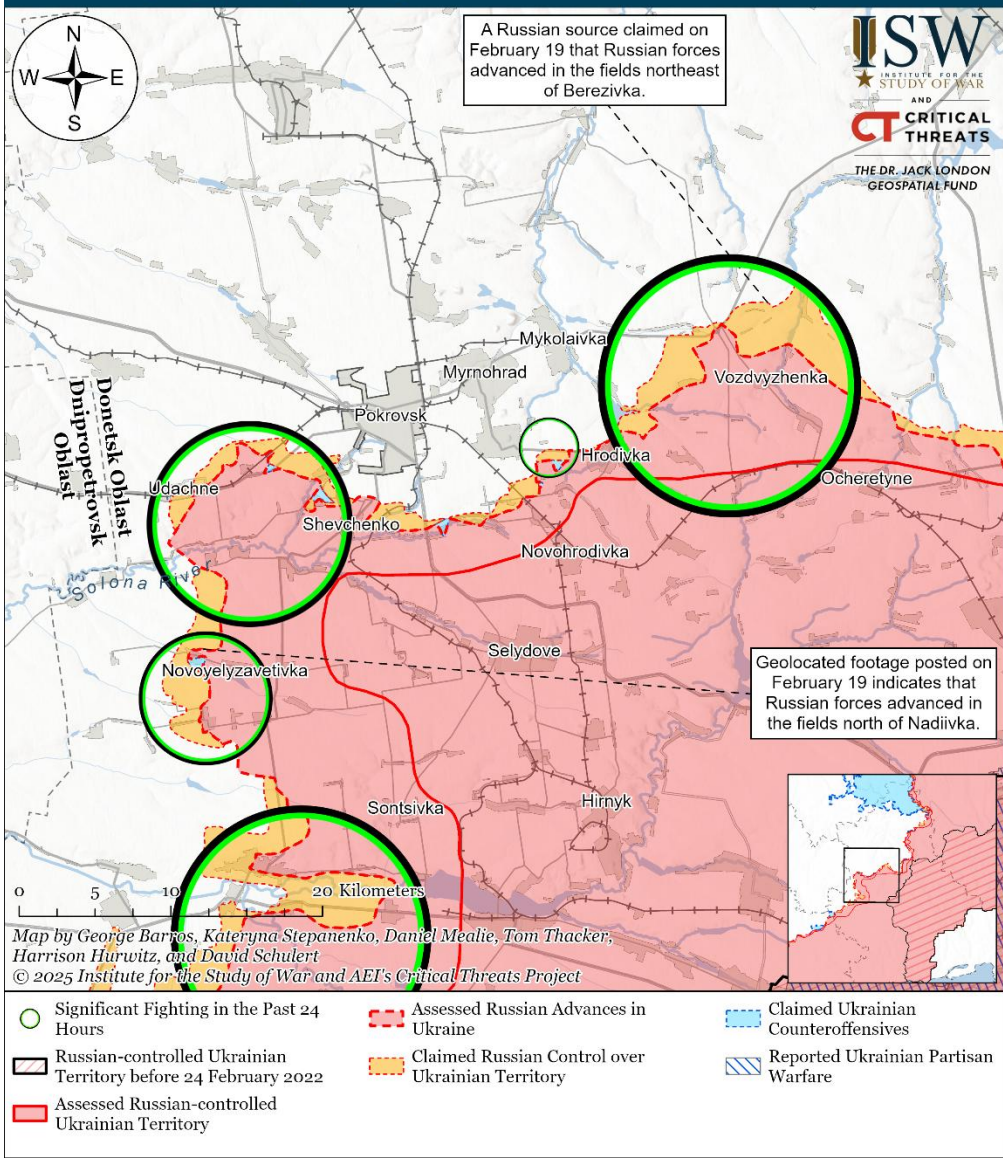 N
W
E
S
A Russian source claimed on
February 19 that Russian forces
advanced in the fields northeast
of Berezivka.
ISW
INSTITUTE FOR THE
STUDY OF WAR
AND
CT CRITICAL
THREATS
THE DR. JACK LONDON
GEOSPATIAL FUND
Mykolaivka
Myrnohrad
Vozdvyzhenka
Pokrovsk
Donetsk Oblast
Dnipropetrovsk
Oblast
Hrodivka
Udachne
Ocheretyne
Shevchenko
Novohrodivka
Solona River
Selydove
Novoyelyzavetivka
Geolocated footage posted on
February 19 indicates that
Russian forces advanced in
the fields north of Nadiivka.
Sontsivka
Hirnyk
0
5
10
20 Kilometers
Map by George Barros, Kateryna Stepanenko, Daniel Mealie, Tom Thacker,
Harrison Hurwitz, and David Schulert
© 2025 Institute for the Study of War and AEI's Critical Threats Project
Significant Fighting in the Past 24
Hours
Russian-controlled Ukrainian
Territory before 24 February 2022
Assessed Russian-controlled
Ukrainian Territory
Assessed Russian Advances in
Ukraine
Claimed Russian Control over
Ukrainian Territory
Claimed Ukrainian
Counteroffensives
Reported Ukrainian Partisan
Warfare